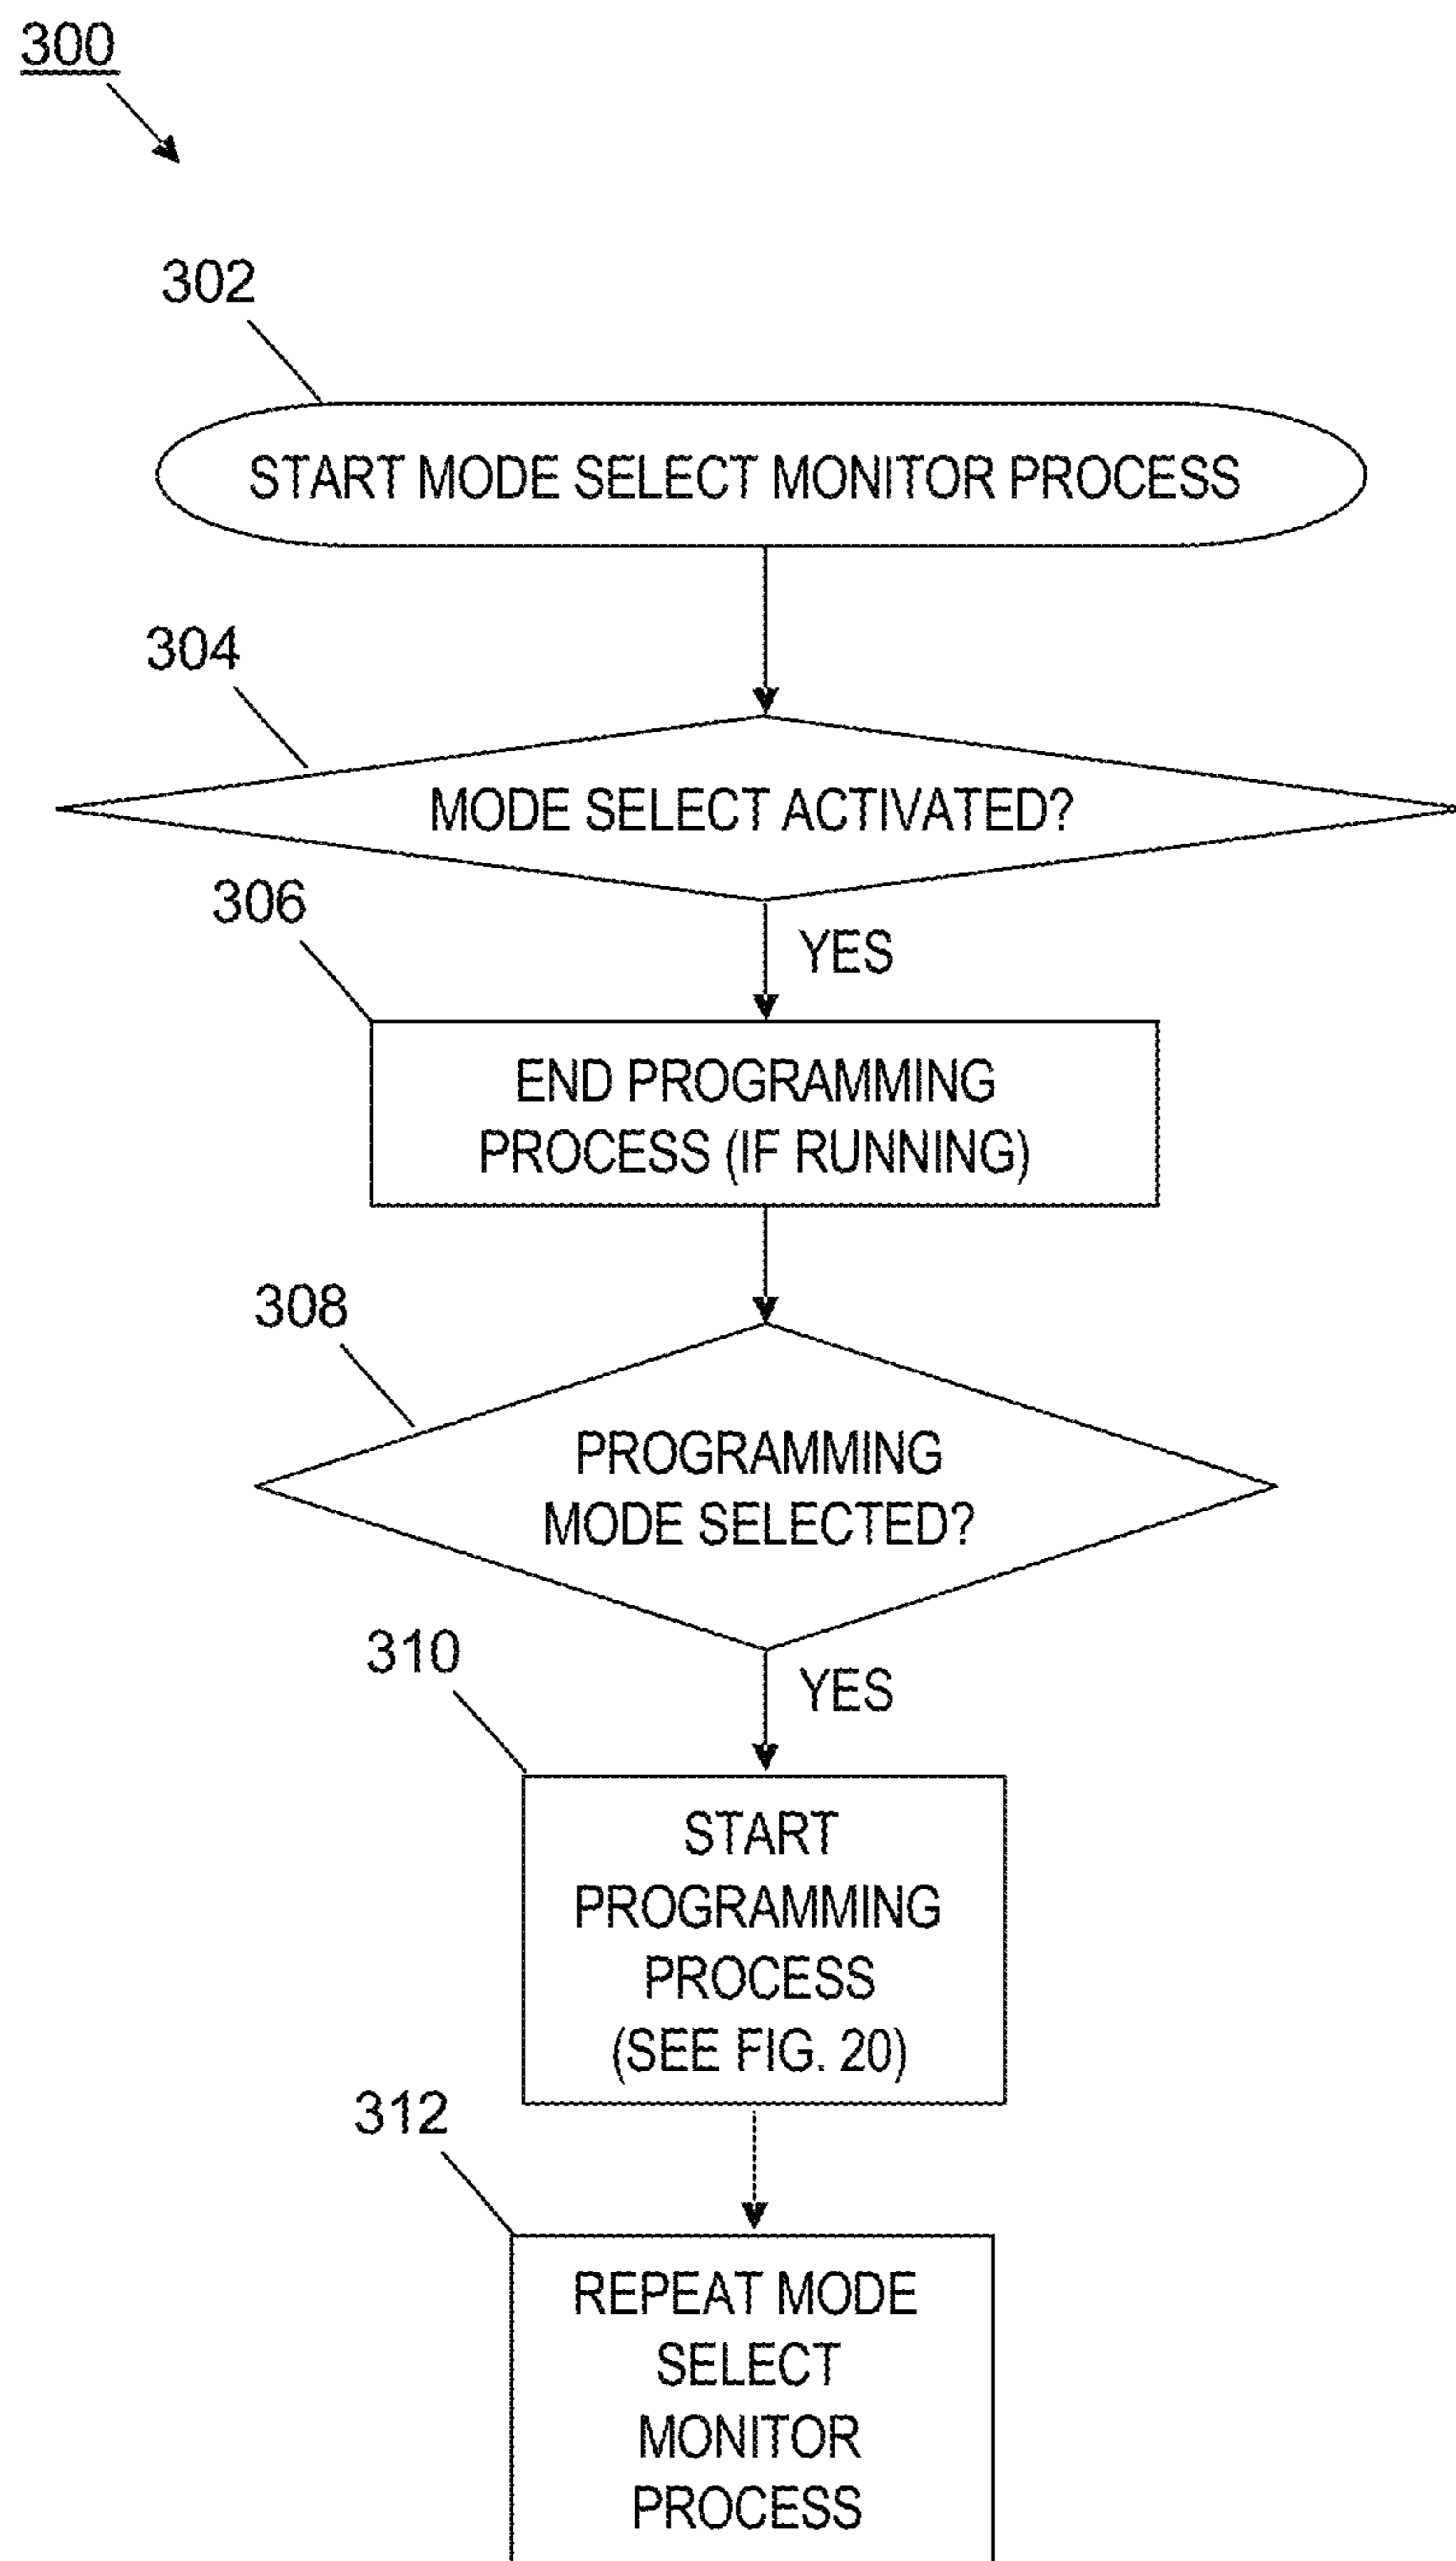 300
302
START MODE SELECT MONITOR PROCESS
304
MODE SELECT ACTIVATED?
306
YES
END PROGRAMMING
PROCESS (IF RUNNING)
308
PROGRAMMING
MODE SELECTED?
310
YES
START
PROGRAMMING
PROCESS
(SEE FIG. 20)
312
REPEAT MODE
SELECT
MONITOR
PROCESS